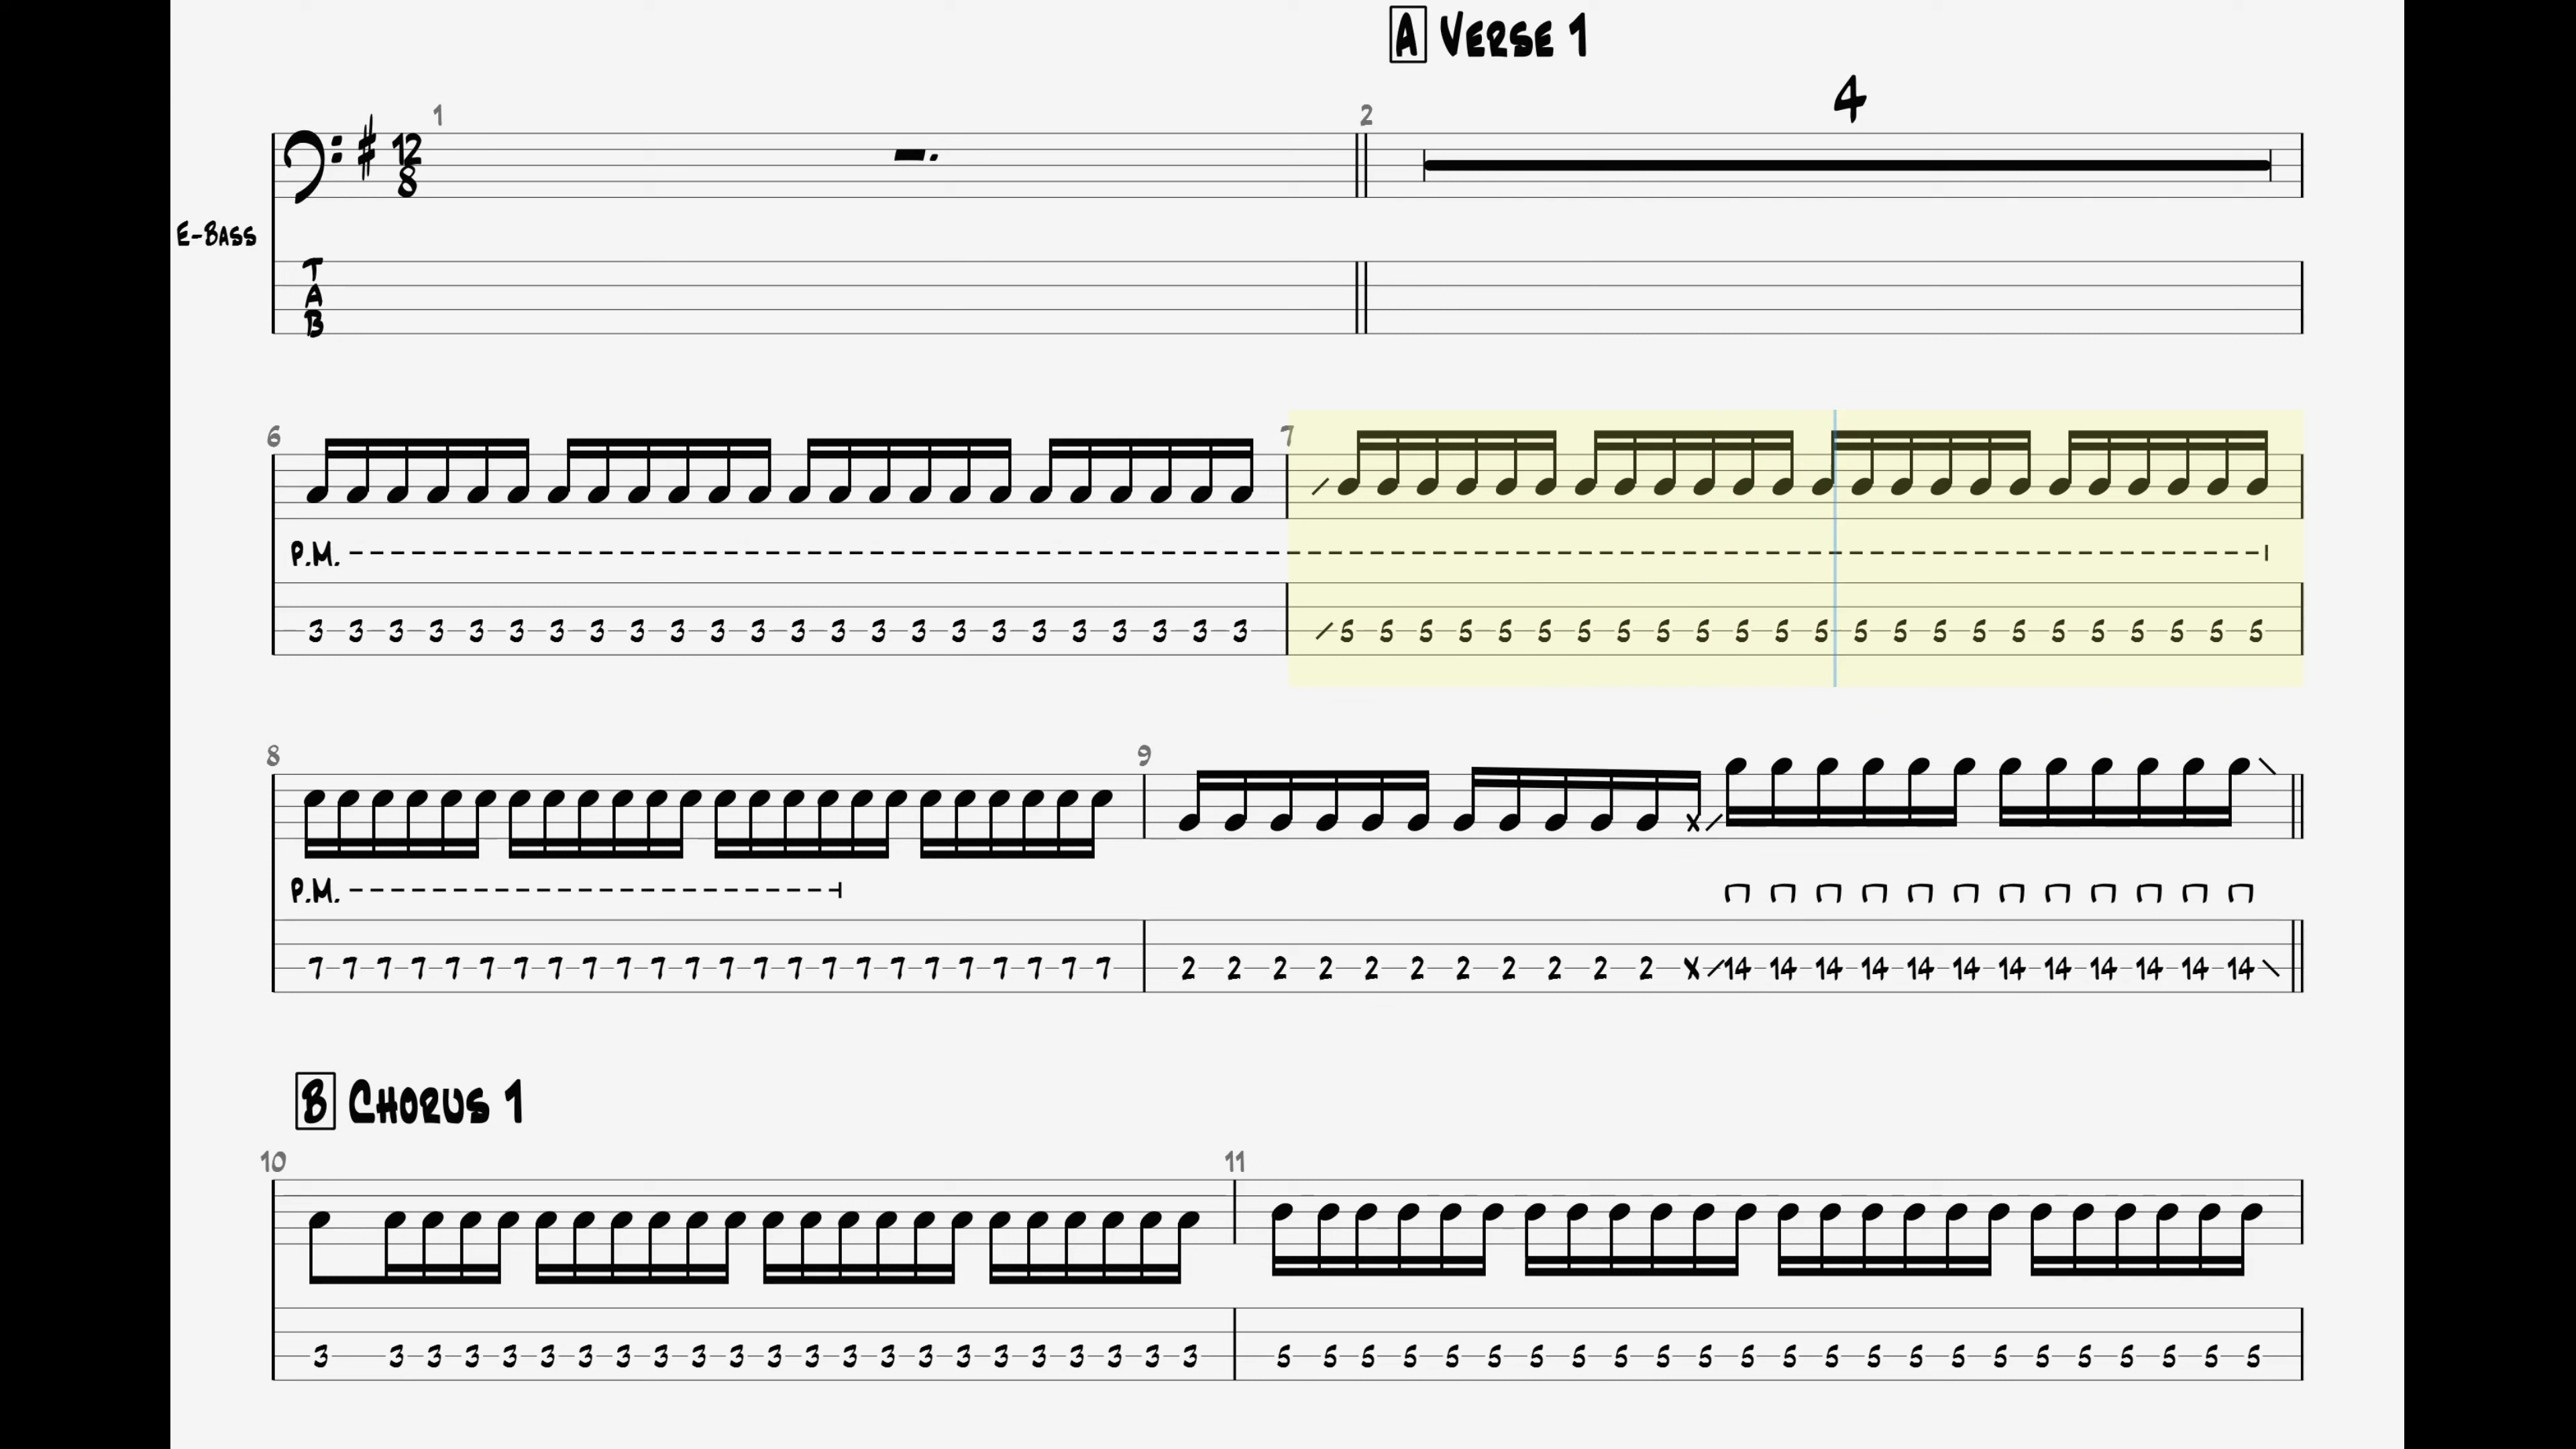 A VERSE 1
4
1 2
12
8
E-BASS
T
A
B
6 7
P.M.
3 3 3 3 3 3 3 3 3 3 3 3 3 3 3 3 3 3 3 3 3 3 3 3 5 5 5 5 5 5 5 5 5 5 5 5 5 5 5 5 5 5 5 5 5 5 5 5
8 9
P.M.
7 7 7 7 7 7 7 7 7 7 7 7 7 7 7 7 7 7 7 7 7 7 7 7 2 2 2 2 2 2 2 2 2 2 2 X 14 14 14 14 14 14 14 14 14 14 14 14
B CHORUS 1
10 11
3 3 3 3 3 3 3 3 3 3 3 3 3 3 3 3 3 3 3 3 3 3 3 5 5 5 5 5 5 5 5 5 5 5 5 5 5 5 5 5 5 5 5 5 5 5 5